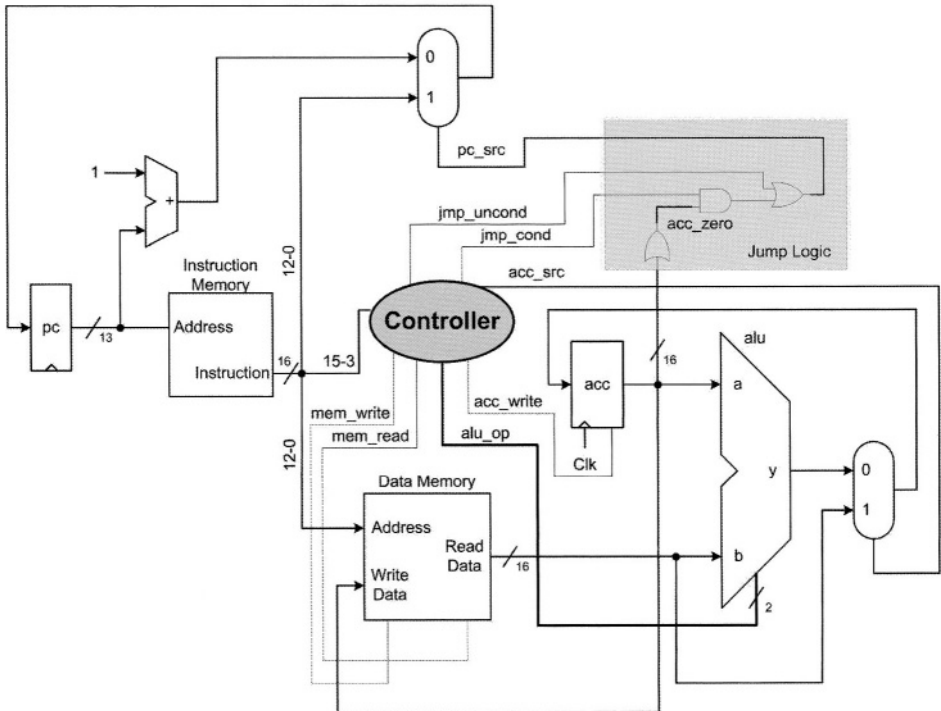 0
1
pc_src
1
+
jmp_uncond
acc_zero
jmp_cond
Jump Logic
12-0
acc_src
Instruction
Memory
Controller
pc
13
Address
Instruction
16
15-3
alu
16
acc
a
mem_write
acc_write
mem_read
alu_op
Clk
12-0
y
0
1
Data Memory
Address
Read
Data
16
b
Write
Data
2